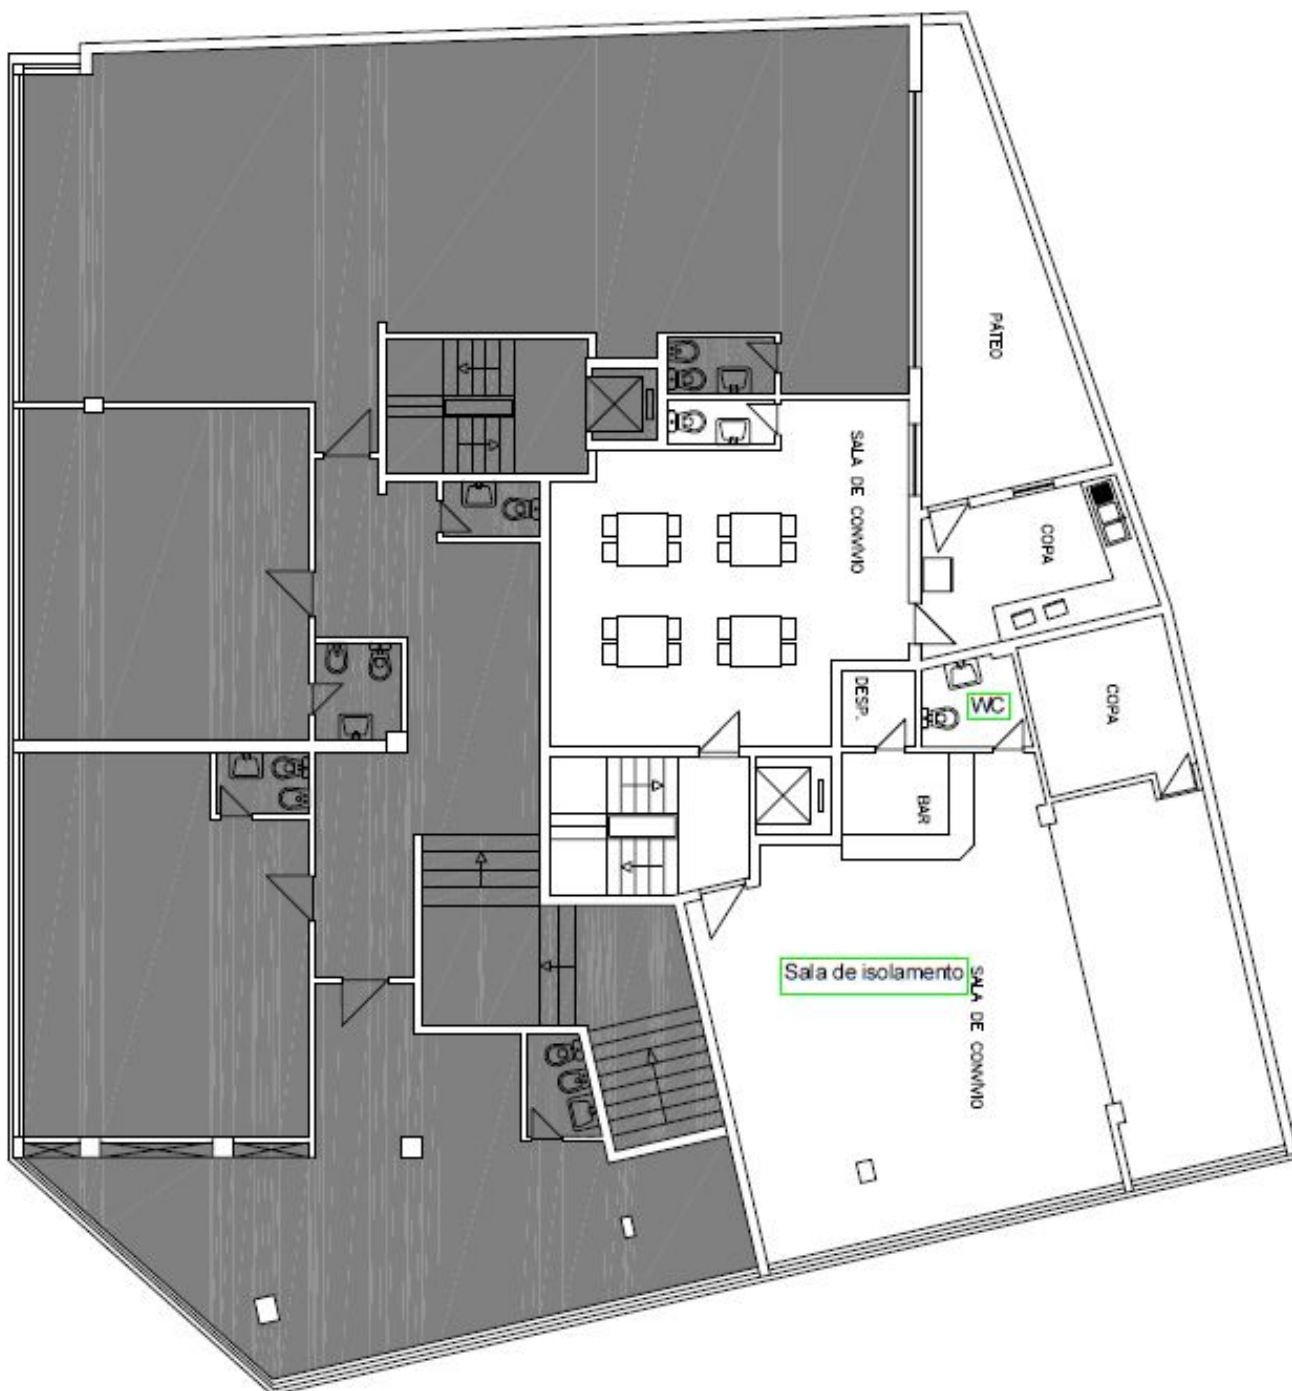 PÁTEO
SALA DE CONVÍVIO
COPA
DESP.
WC
COPA
BAR
Sala de isolamento
SALA DE CONVÍVIO